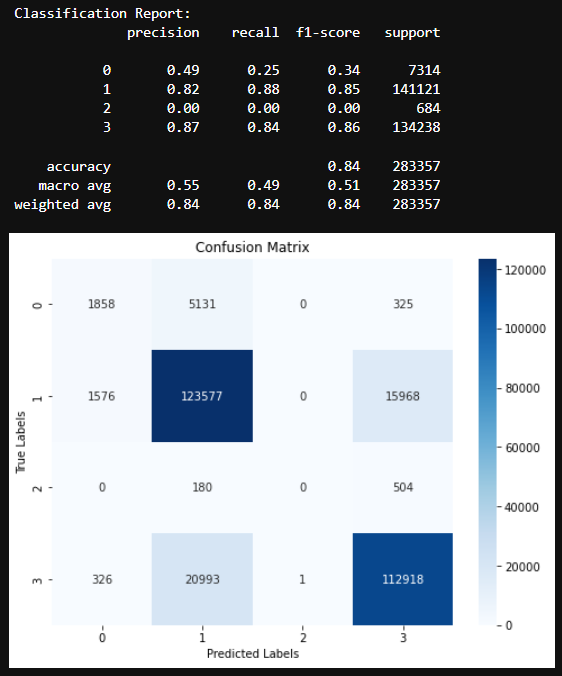 Classification Report:
precision recall f1-score support
0 0.49 0.25 0.34 7314
1 0.82 0.88 0.85 141121
2 0.00 0.00 0.00 684
3 0.87 0.84 0.86 134238
accuracy 0.84 283357
macro avg 0.55 0.49 0.51 283357
weighted avg 0.84 0.84 0.84 283357
Confusion Matrix
0 1858 5131 0 325
1 1576 123577 0 15968
2 0 180 0 504
3 326 20993 1 112918
0 1 2 3
True Labels
Predicted Labels
120000
100000
80000
60000
40000
20000
0